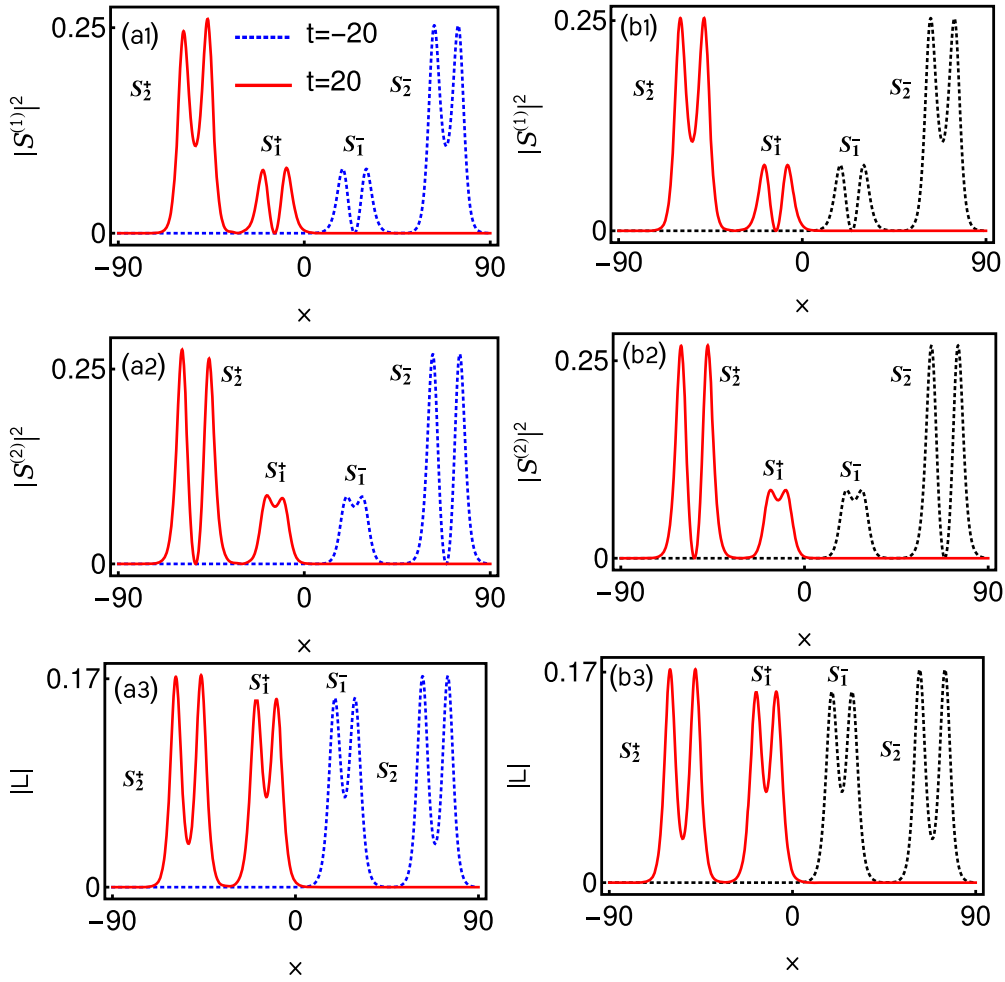 (a1)
t=−20
t=20
S₂⁺
S₁⁺
S₁⁻
S₂⁻
|S⁽¹⁾|²
0.25
0
−90
0
90
x
(b1)
S₂⁺
S₁⁺
S₁⁻
S₂⁻
|S⁽¹⁾|²
0.25
0
−90
0
90
x
(a2)
S₂⁺
S₁⁺
S₁⁻
S₂⁻
|S⁽²⁾|²
0.25
0
−90
0
90
x
(b2)
S₂⁺
S₁⁺
S₁⁻
S₂⁻
|S⁽²⁾|²
0.25
0
−90
0
90
x
(a3)
S₂⁺
S₁⁺
S₁⁻
S₂⁻
|L|
0.17
0
−90
0
90
x
(b3)
S₂⁺
S₁⁺
S₁⁻
S₂⁻
|L|
0.17
0
−90
0
90
x